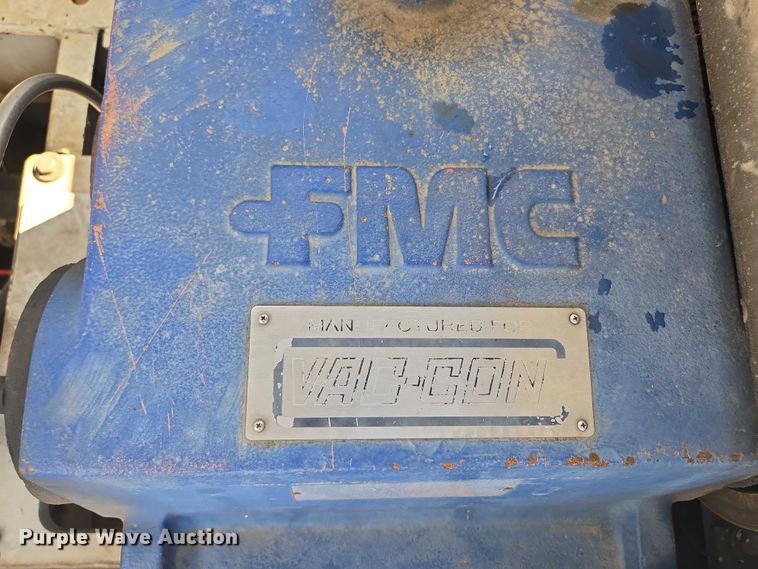 FMC
MANUFACTURED FOR
VAC-CON
Purple Wave Auction